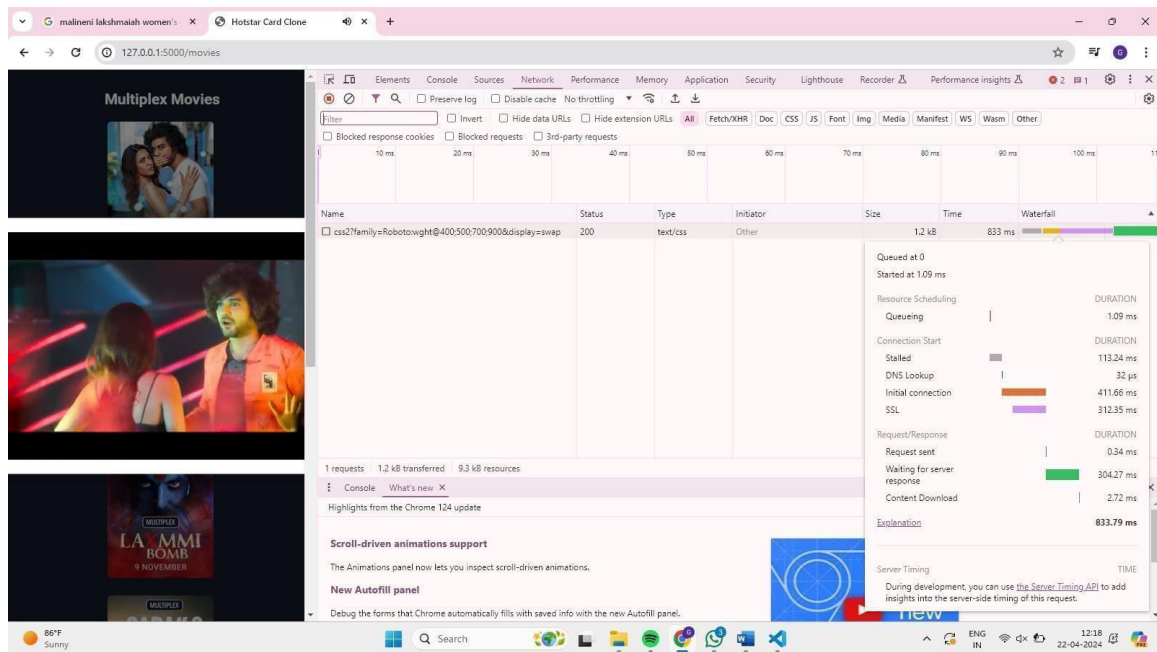 malineni lakshmaiah women's
Hotstar Card Clone
127.0.0.1:5000/movies
Elements Console Sources Network Performance Memory Application Security Lighthouse Recorder Performance insights 2 1
Multiplex Movies
Preserve log Disable cache No throttling
Filter Invert Hide data URLs Hide extension URLs All Fetch/XHR Doc CSS JS Font Img Media Manifest WS Wasm Other
Blocked response cookies Blocked requests 3rd-party requests
10 ms 20 ms 30 ms 40 ms 50 ms 60 ms 70 ms 80 ms 90 ms 100 ms 11
Name Status Type Initiator Size Time Waterfall
css2?family=Roboto:wght@400;500;700;900&display=swap 200 text/css Other 1.2 kB 833 ms
Queued at 0
Started at 1.09 ms
Resource Scheduling DURATION
Queueing 1.09 ms
Connection Start DURATION
Stalled 113.24 ms
DNS Lookup 32 μs
Initial connection 411.66 ms
SSL 312.35 ms
Request/Response DURATION
Request sent 0.34 ms
Waiting for server response 304.27 ms
Content Download 2.72 ms
Explanation 833.79 ms
Server Timing TIME
During development, you can use the Server Timing API to add
insights into the server-side timing of this request.
1 requests 1.2 kB transferred 9.3 kB resources
Console What's new
Highlights from the Chrome 124 update
Scroll-driven animations support
The Animations panel now lets you inspect scroll-driven animations.
New Autofill panel
Debug the forms that Chrome automatically fills with saved info with the new Autofill panel.
new
MULTIPLEX
LAXMMI
BOMB
9 NOVEMBER
MULTIPLEX
86°F
Sunny
Search
3
ENG
IN
12:18
22-04-2024